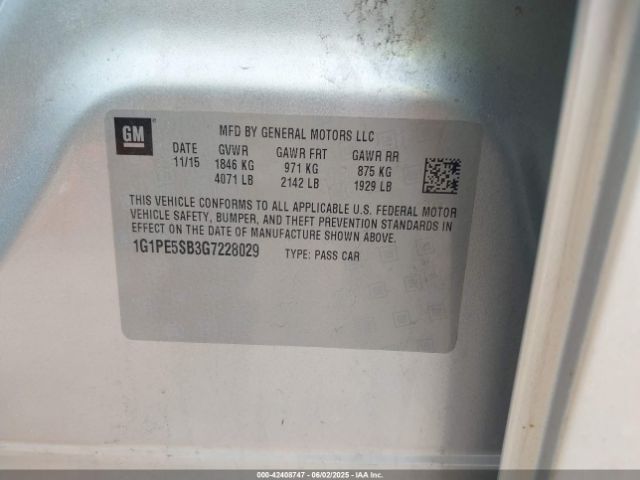 GM
MFD BY GENERAL MOTORS LLC
DATE GVWR GAWR FRT GAWR RR
11/15 1846 KG 971 KG 875 KG
4071 LB 2142 LB 1929 LB
THIS VEHICLE CONFORMS TO ALL APPLICABLE U.S. FEDERAL MOTOR
VEHICLE SAFETY, BUMPER, AND THEFT PREVENTION STANDARDS IN
EFFECT ON THE DATE OF MANUFACTURE SHOWN ABOVE.
1G1PE5SB3G7228029 TYPE: PASS CAR
000-42408747 - 06/02/2025 - IAA Inc.